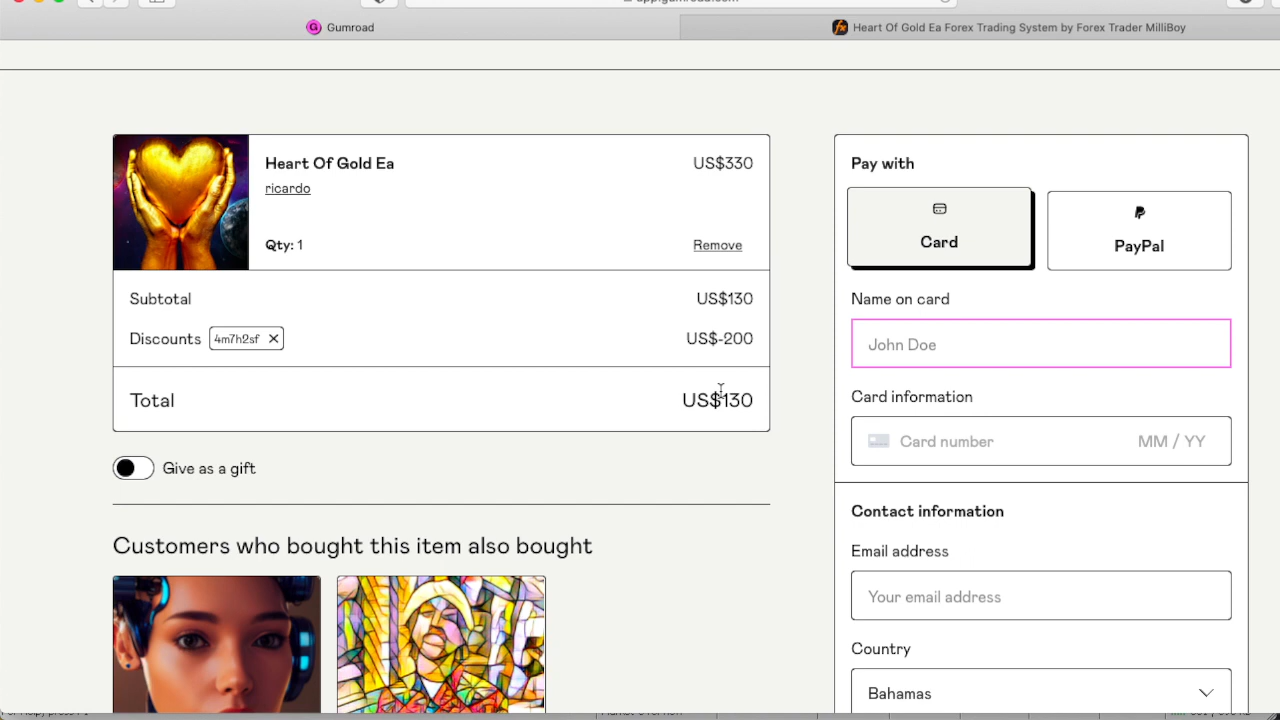 Gumroad
Heart Of Gold Ea Forex Trading System by Forex Trader MilliBoy
Heart Of Gold Ea
US$330
ricardo
Qty: 1
Remove
Subtotal
US$130
Discounts
4m7h2sf
US$-200
Total
US$130
Give as a gift
Customers who bought this item also bought
Pay with
Card
PayPal
Name on card
John Doe
Card information
Card number
MM / YY
Contact information
Email address
Your email address
Country
Bahamas